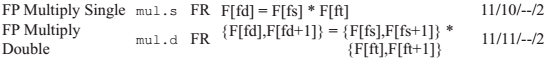 FP Multiply Single mul.s FR F[fd] = F[fs] * F[ft] 11/10/--/2
FP Multiply Double mul.d FR {F[fd],F[fd+1]} = {F[fs],F[fs+1]} * {F[ft],F[ft+1]} 11/11/--/2